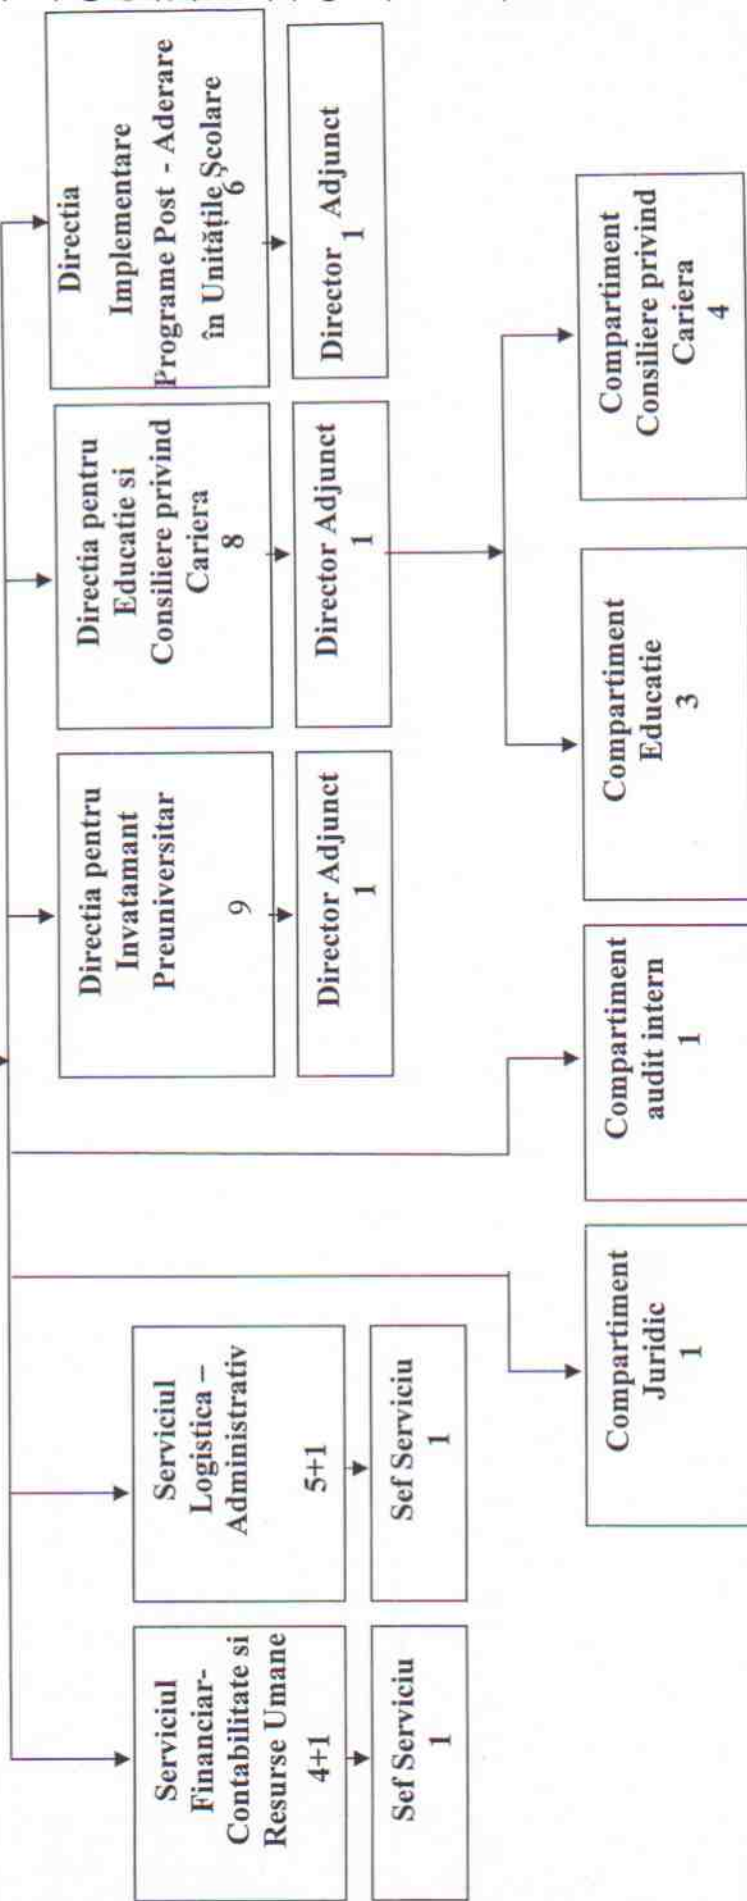 Serviciul
Financiar-
Contabilitate si
Resurse Umane
4+1
Sef Serviciu
1
Serviciul
Logistica –
Administrativ
5+1
Sef Serviciu
1
Directia pentru
Invatamant
Preuniversitar
9
Director Adjunct
1
Directia pentru
Educatie si
Consiliere privind
Cariera
8
Director Adjunct
1
Directia
Implementare
Programe Post - Aderare
în Unitățile Școlare
6
Director Adjunct
1
Compartiment
Juridic
1
Compartiment
audit intern
1
Compartiment
Educatie
3
Compartiment
Consiliere privind
Cariera
4